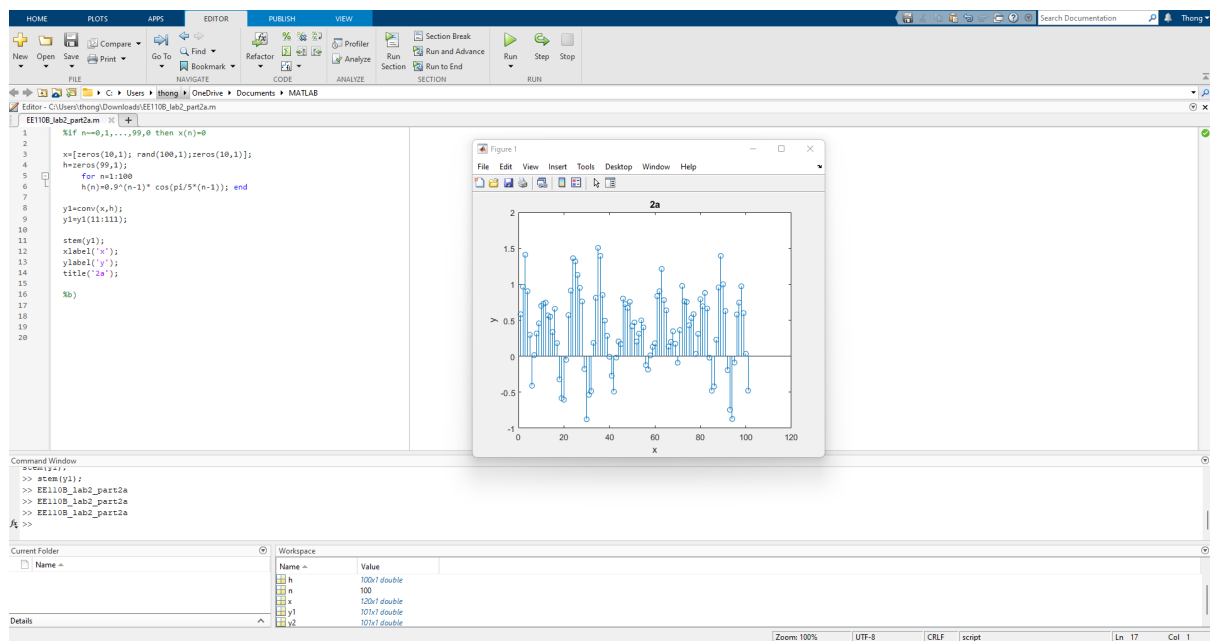 HOME PLOTS APPS EDITOR PUBLISH VIEW Search Documentation Thong
New Open Save Compare Print Go To Find Bookmark Refactor Profiler Analyze Run Section Section Break Run and Advance Run to End Run Step Stop
FILE NAVIGATE CODE ANALYZE SECTION RUN
C: Users thong OneDrive Documents MATLAB
Editor - C:\Users\thong\Downloads\EE110B_lab2_part2a.m
EE110B_lab2_part2a.m
1 %if n~=0,1,...,99,0 then x(n)=0
2
3 x=[zeros(10,1); rand(100,1);zeros(10,1)];
4 h=zeros(99,1);
5 for n=1:100
6 h(n)=0.9^(n-1)* cos(pi/5*(n-1)); end
7
8 y1=conv(x,h);
9 y1=y1(11:111);
10
11 stem(y1);
12 xlabel('x');
13 ylabel('y');
14 title('2a');
15
16 %b)
17
18
19
20
Figure 1
File Edit View Insert Tools Desktop Window Help
2a
2
1.5
1
0.5
0
-0.5
-1
y
0 20 40 60 80 100 120
x
Command Window
stem(y1);
>> stem(y1);
>> EE110B_lab2_part2a
>> EE110B_lab2_part2a
>> EE110B_lab2_part2a
fx >>
Current Folder
Name
Details
Workspace
Name Value
h 100x1 double
n 100
x 120x1 double
y1 101x1 double
y2 101x1 double
Zoom: 100% UTF-8 CRLF script Ln 17 Col 1